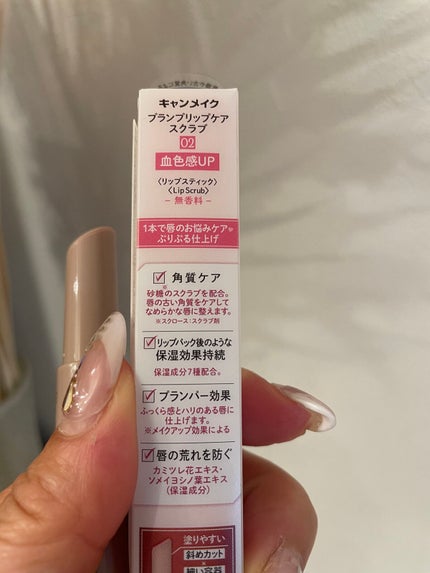 キャンメイク
プランプリップケア
スクラブ
02
血色感UP
〈リップスティック〉
〈Lip Scrub〉
- 無香料 -
1本で唇のお悩みケア
ぷりぷる仕上げ
角質ケア
砂糖※のスクラブを配合。
唇の古い角質をケアして
なめらかな唇に整えます。
※スクロース：スクラブ剤
リップパック後のような
保湿効果持続
保湿成分7種配合。
プランパー効果
ふっくら感とハリのある唇に
仕上げます。
※メイクアップ効果による
唇の荒れを防ぐ
カミツレ花エキス・
ソメイヨシノ葉エキス
(保湿成分)
塗りやすい
斜めカット
×
細い容器